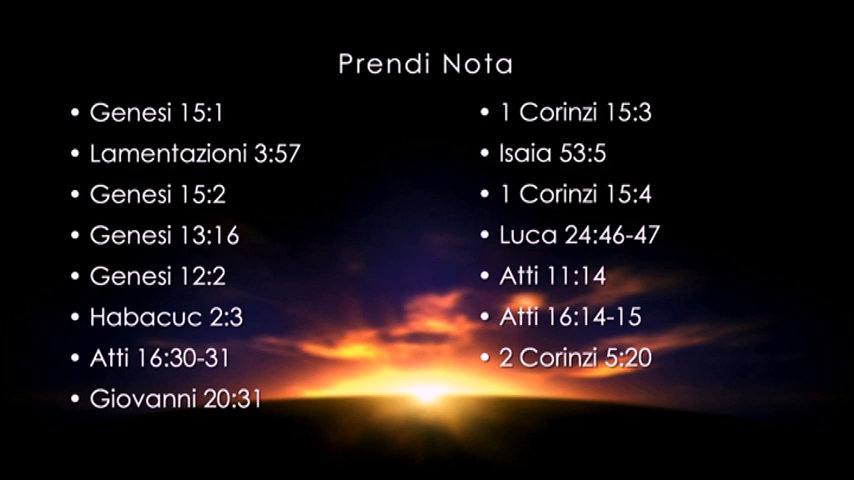 Prendi Nota
• Genesi 15:1
• Lamentazioni 3:57
• Genesi 15:2
• Genesi 13:16
• Genesi 12:2
• Habacuc 2:3
• Atti 16:30-31
• Giovanni 20:31
• 1 Corinzi 15:3
• Isaia 53:5
• 1 Corinzi 15:4
• Luca 24:46-47
• Atti 11:14
• Atti 16:14-15
• 2 Corinzi 5:20